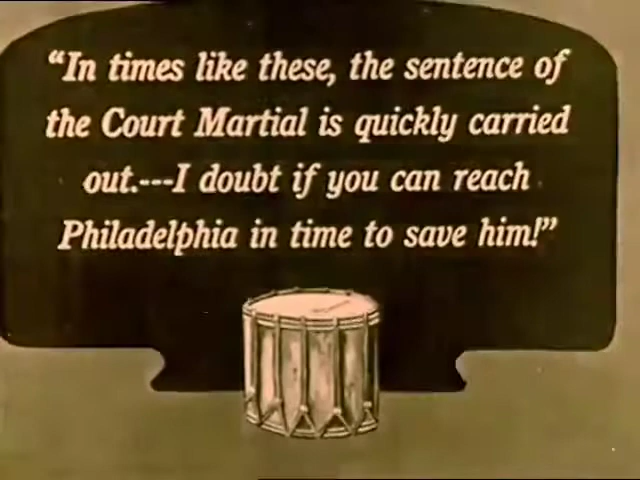 “In times like these, the sentence of
the Court Martial is quickly carried
out.---I doubt if you can reach
Philadelphia in time to save him!”